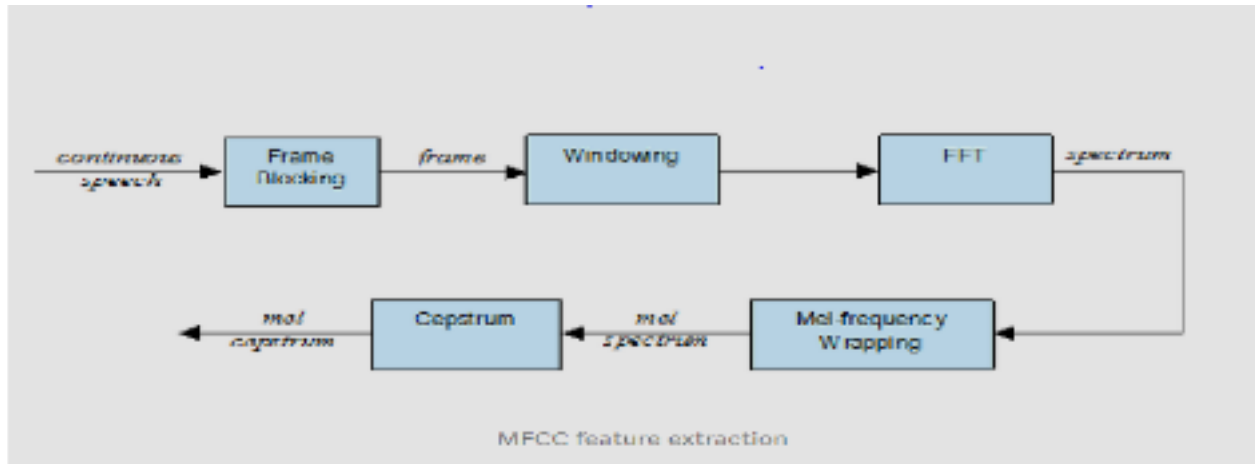 continuous
speech
Frame
Blocking
frame
Windowing
FFT
spectrum
Mel-frequency
Wrapping
mel
spectrum
Cepstrum
mel
cepstrum
MFCC feature extraction